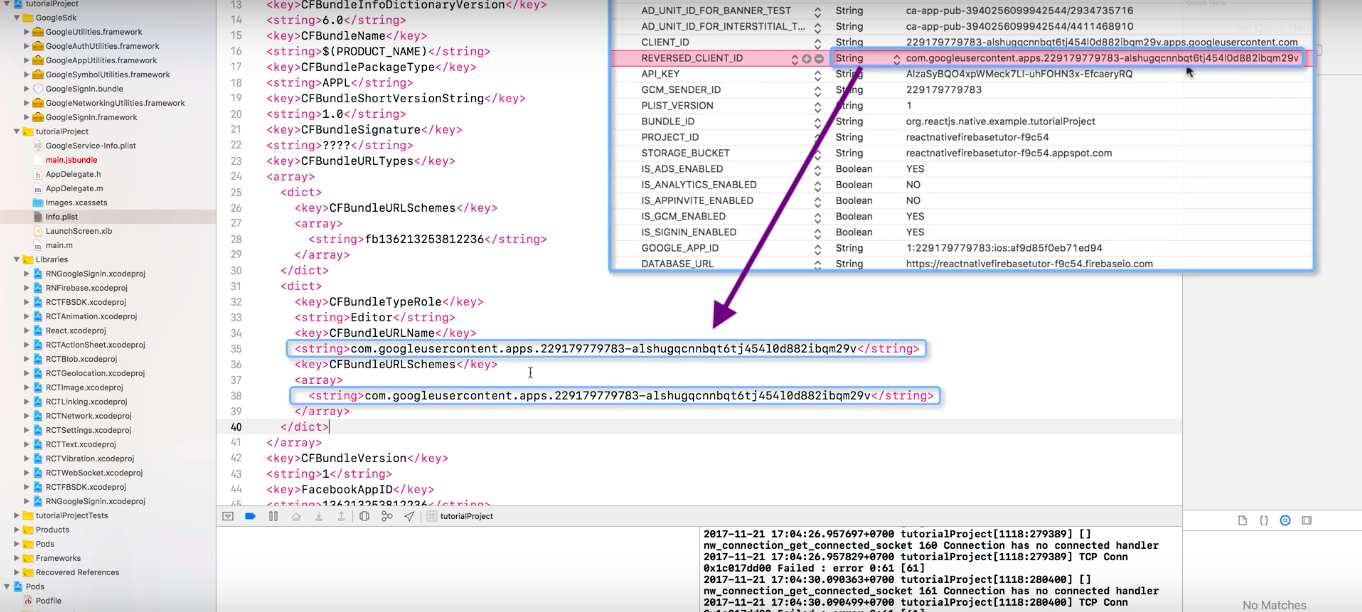 tutorialProject
GoogleSdk
GoogleUtilities.framework
GoogleAuthUtilities.framework
GoogleAppUtilities.framework
GoogleSymbolUtilities.framework
GoogleSignIn.bundle
GoogleNetworkingUtilities.framework
GoogleSignIn.framework
tutorialProject
GoogleService-Info.plist
main.jsbundle
AppDelegate.h
AppDelegate.m
Images.xcassets
Info.plist
LaunchScreen.xib
main.m
Libraries
RNGoogleSignin.xcodeproj
RNFirebase.xcodeproj
RCTFBSDK.xcodeproj
RCTAnimation.xcodeproj
React.xcodeproj
RCTActionSheet.xcodeproj
RCTBlob.xcodeproj
RCTGeolocation.xcodeproj
RCTImage.xcodeproj
RCTLinking.xcodeproj
RCTNetwork.xcodeproj
RCTSettings.xcodeproj
RCTText.xcodeproj
RCTVibration.xcodeproj
RCTWebSocket.xcodeproj
RCTFBSDK.xcodeproj
RNGoogleSignin.xcodeproj
tutorialProjectTests
Products
Pods
Frameworks
Recovered References
Pods
Podfile
13 <key>CFBundleInfoDictionaryVersion</key>
14 <string>6.0</string>
15 <key>CFBundleName</key>
16 <string>$(PRODUCT_NAME)</string>
17 <key>CFBundlePackageType</key>
18 <string>APPL</string>
19 <key>CFBundleShortVersionString</key>
20 <string>1.0</string>
21 <key>CFBundleSignature</key>
22 <string>????</string>
23 <key>CFBundleURLTypes</key>
24 <array>
25 <dict>
26 <key>CFBundleURLSchemes</key>
27 <array>
28 <string>fb136213253812236</string>
29 </array>
30 </dict>
31 <dict>
32 <key>CFBundleTypeRole</key>
33 <string>Editor</string>
34 <key>CFBundleURLName</key>
35 <string>com.googleusercontent.apps.229179779783-alshugqcnnbqt6tj454l0d882ibqm29v</string>
36 <key>CFBundleURLSchemes</key>
37 <array>
38 <string>com.googleusercontent.apps.229179779783-alshugqcnnbqt6tj454l0d882ibqm29v</string>
39 </array>
40 </dict>
41 </array>
42 <key>CFBundleVersion</key>
43 <string>1</string>
44 <key>FacebookAppID</key>
45 <string>136213253812236</string>
AD_UNIT_ID_FOR_BANNER_TEST String ca-app-pub-3940256099942544/2934735716
AD_UNIT_ID_FOR_INTERSTITIAL_T... String ca-app-pub-3940256099942544/4411468910
CLIENT_ID String 229179779783-alshugqcnnbqt6tj454l0d882ibqm29v.apps.googleusercontent.com
REVERSED_CLIENT_ID String com.googleusercontent.apps.229179779783-alshugqcnnbqt6tj454l0d882ibqm29v
API_KEY String AIzaSyBQO4xpWMeck7LI-uhFOHN3x-EfcaeryRQ
GCM_SENDER_ID String 229179779783
PLIST_VERSION String 1
BUNDLE_ID String org.reactjs.native.example.tutorialProject
PROJECT_ID String reactnativefirebasetutor-f9c54
STORAGE_BUCKET String reactnativefirebasetutor-f9c54.appspot.com
IS_ADS_ENABLED Boolean YES
IS_ANALYTICS_ENABLED Boolean NO
IS_APPINVITE_ENABLED Boolean NO
IS_GCM_ENABLED Boolean YES
IS_SIGNIN_ENABLED Boolean YES
GOOGLE_APP_ID String 1:229179779783:ios:af9d85f0eb71ed94
DATABASE_URL String https://reactnativefirebasetutor-f9c54.firebaseio.com
Quick Help
tutorialProject
2017-11-21 17:04:26.957697+0700 tutorialProject[1118:279389] []
nw_connection_get_connected_socket 160 Connection has no connected handler
2017-11-21 17:04:26.957829+0700 tutorialProject[1118:279389] TCP Conn
0x1c017dd00 Failed : error 0:61 [61]
2017-11-21 17:04:30.090363+0700 tutorialProject[1118:280400] []
nw_connection_get_connected_socket 161 Connection has no connected handler
2017-11-21 17:04:30.090499+0700 tutorialProject[1118:280400] TCP Conn
No Matches